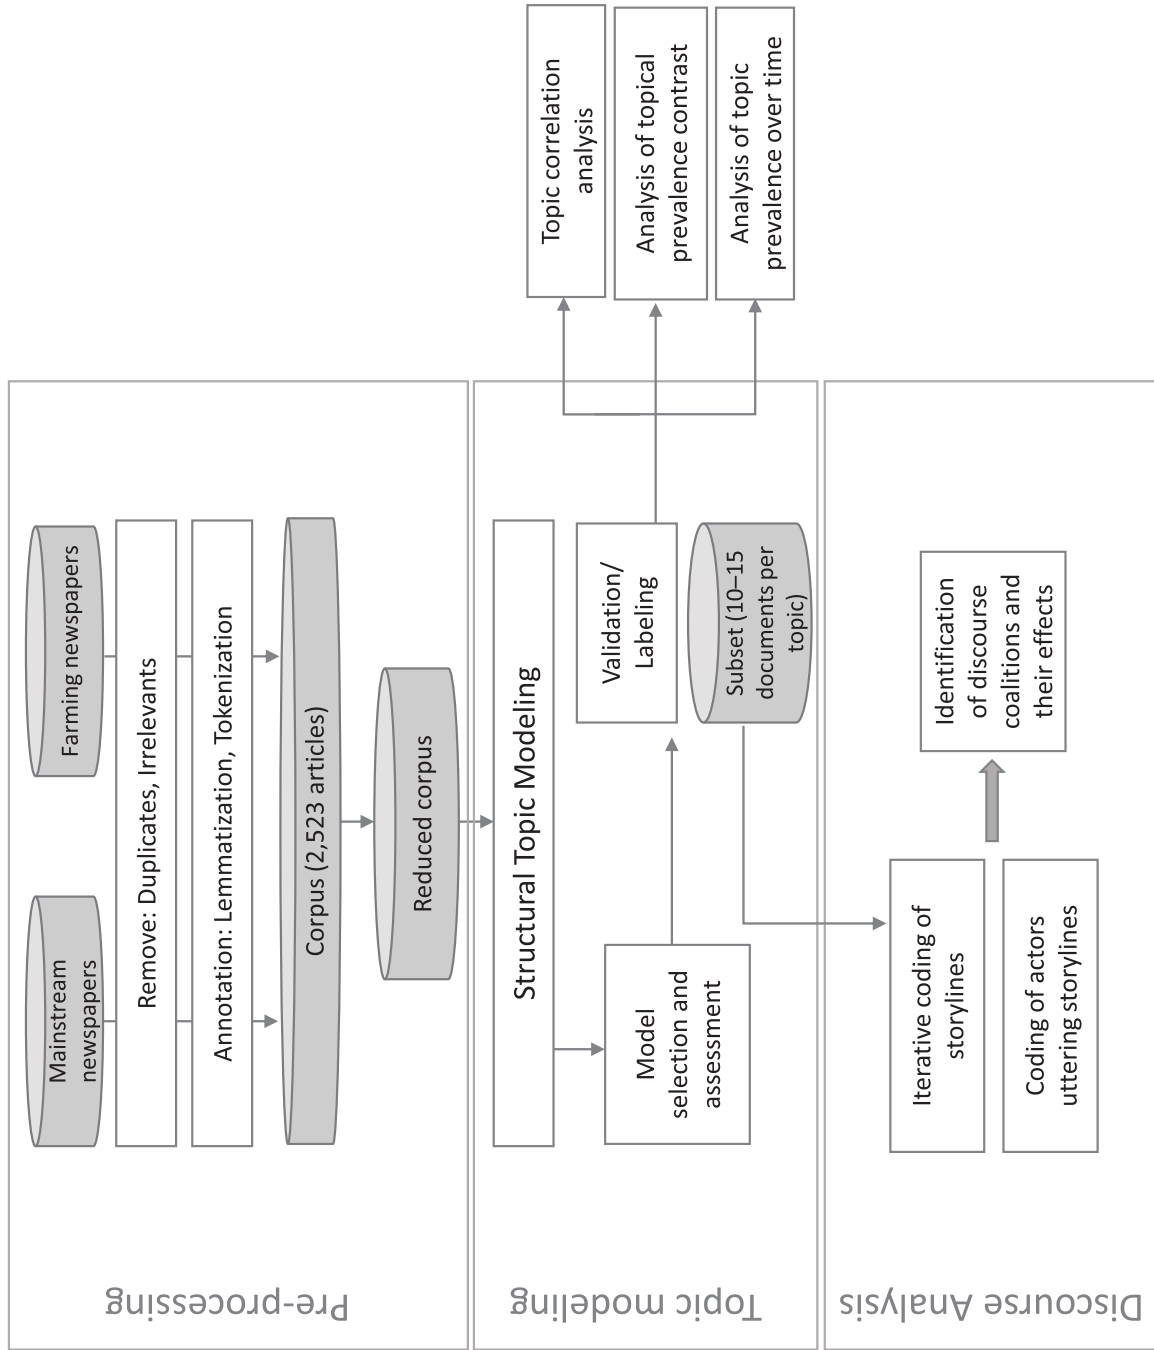 Pre-processing
Mainstream
newspapers
Farming newspapers
Remove: Duplicates, Irrelevants
Annotation: Lemmatization, Tokenization
Corpus (2,523 articles)
Reduced corpus
Topic modeling
Structural Topic Modeling
Model
selection and
assessment
Validation/
Labeling
Subset (10–15
documents per
topic)
Topic correlation
analysis
Analysis of topical
prevalence contrast
Analysis of topic
prevalence over time
Discourse Analysis
Iterative coding of
storylines
Coding of actors
uttering storylines
Identification
of discourse
coalitions and
their effects